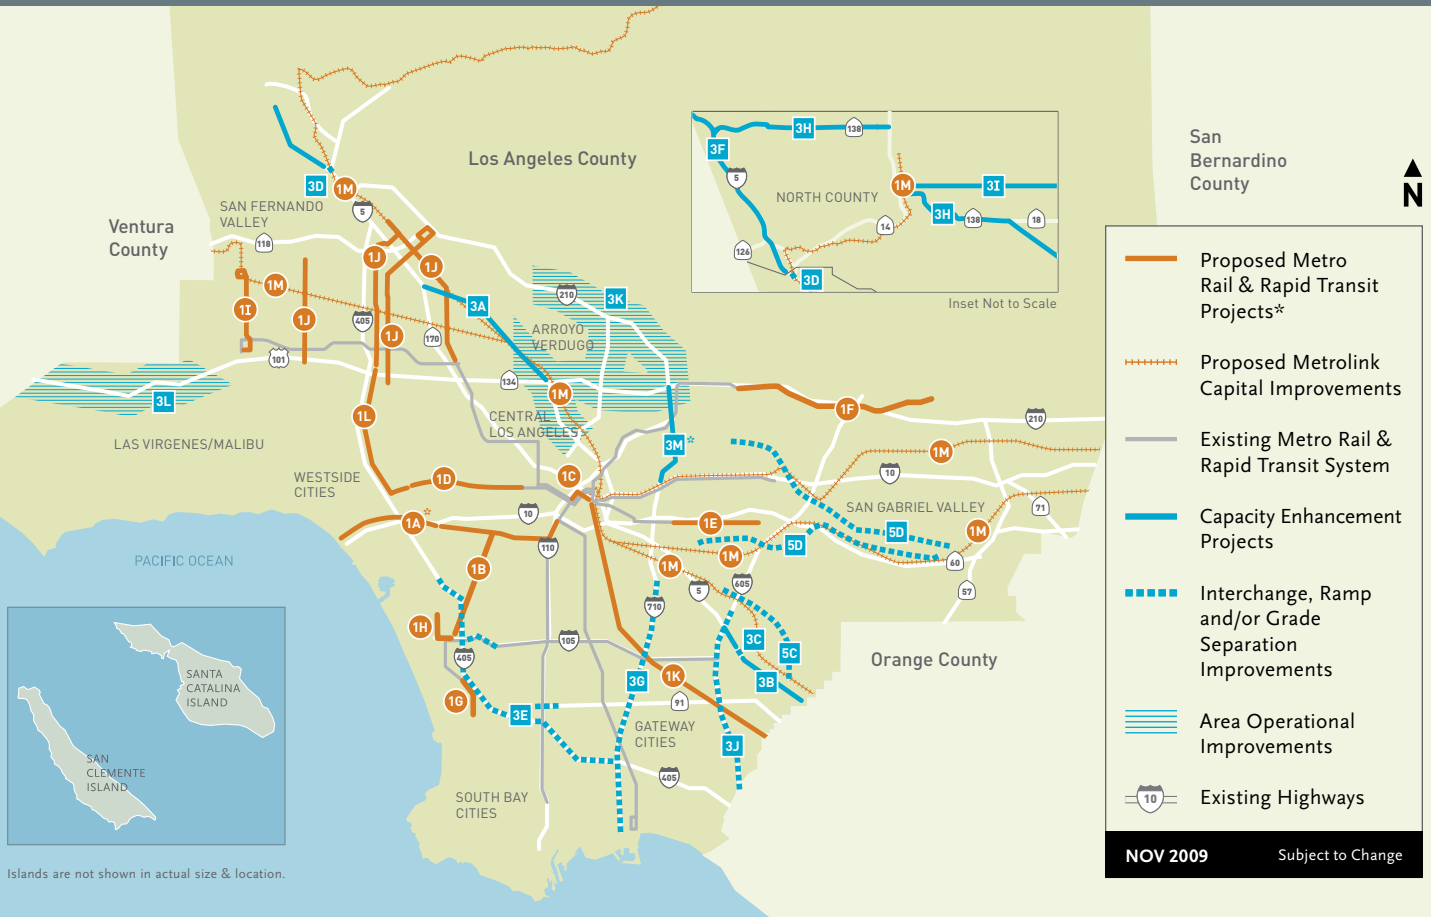 Los Angeles County
San
Bernardino
County
Ventura
County
Orange County
N
SAN FERNANDO
VALLEY
3D
1M
5
118
1J
1J
1M
1I
1J
405
1J
170
101
3A
210
3K
ARROYO
VERDUGO
134
1M
CENTRAL
LOS ANGELES
3L
LAS VIRGENES/MALIBU
1L
WESTSIDE
CITIES
1D
1C
3M*
1F
210
1M
10
SAN GABRIEL VALLEY
71
1A*
10
110
1E
5D
5D
1M
60
57
1M
1M
PACIFIC OCEAN
1B
5
605
710
1H
105
405
3C
5C
3B
1K
3G
91
1G
3E
GATEWAY
CITIES
3J
405
SOUTH BAY
CITIES
3H
138
3F
5
NORTH COUNTY
1M
3I
3H
138
18
14
126
3D
Inset Not to Scale
SANTA
CATALINA
ISLAND
SAN
CLEMENTE
ISLAND
Islands are not shown in actual size & location.
Proposed Metro
Rail & Rapid Transit
Projects*
Proposed Metrolink
Capital Improvements
Existing Metro Rail &
Rapid Transit System
Capacity Enhancement
Projects
Interchange, Ramp
and/or Grade
Separation
Improvements
Area Operational
Improvements
10
Existing Highways
NOV 2009
Subject to Change